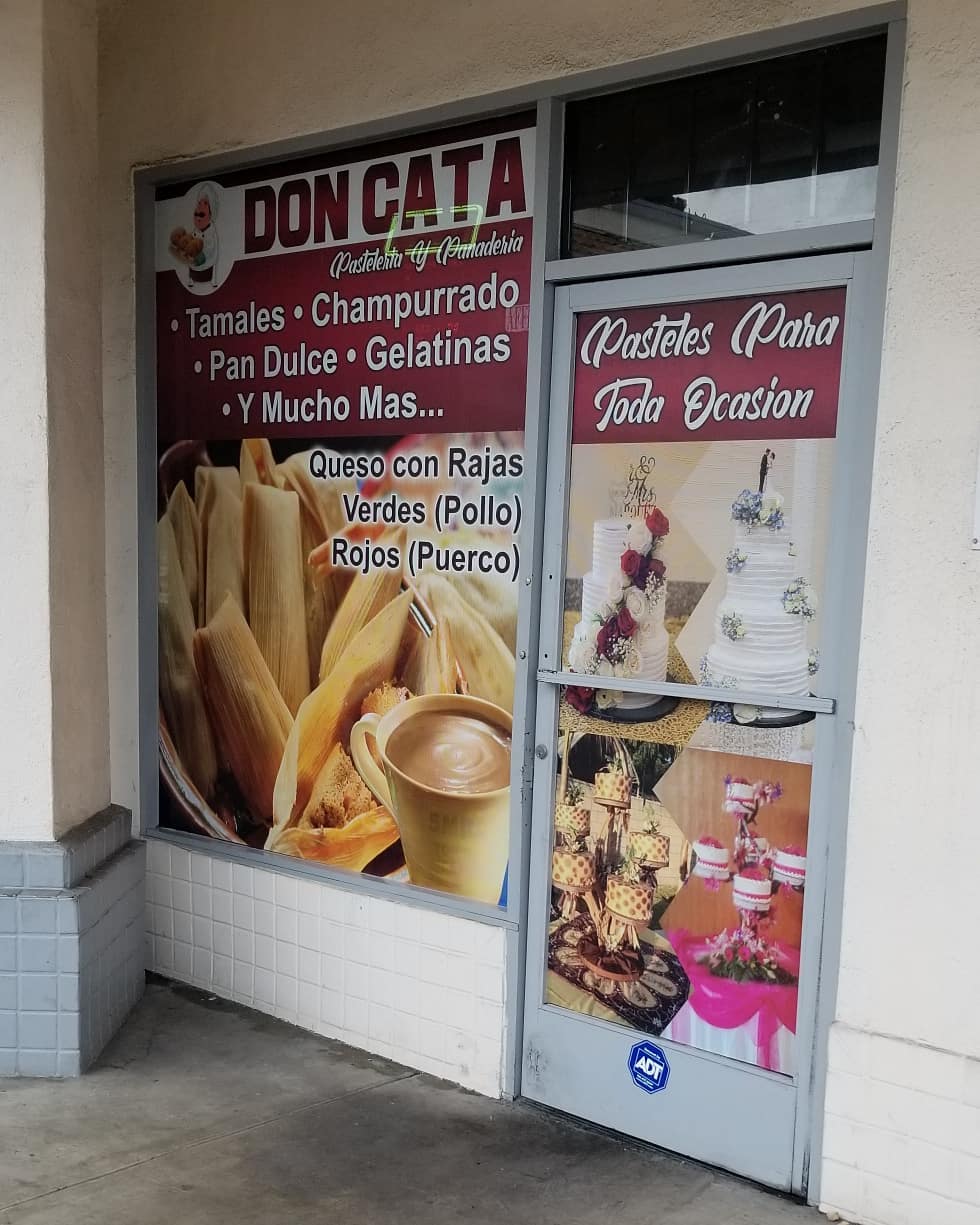 DON CATA
Pasteleria Y Panaderia
• Tamales • Champurrado
• Pan Dulce • Gelatinas
• Y Mucho Mas...
Queso con Rajas
Verdes (Pollo)
Rojos (Puerco)
Pasteles Para
Toda Ocasion
ADT